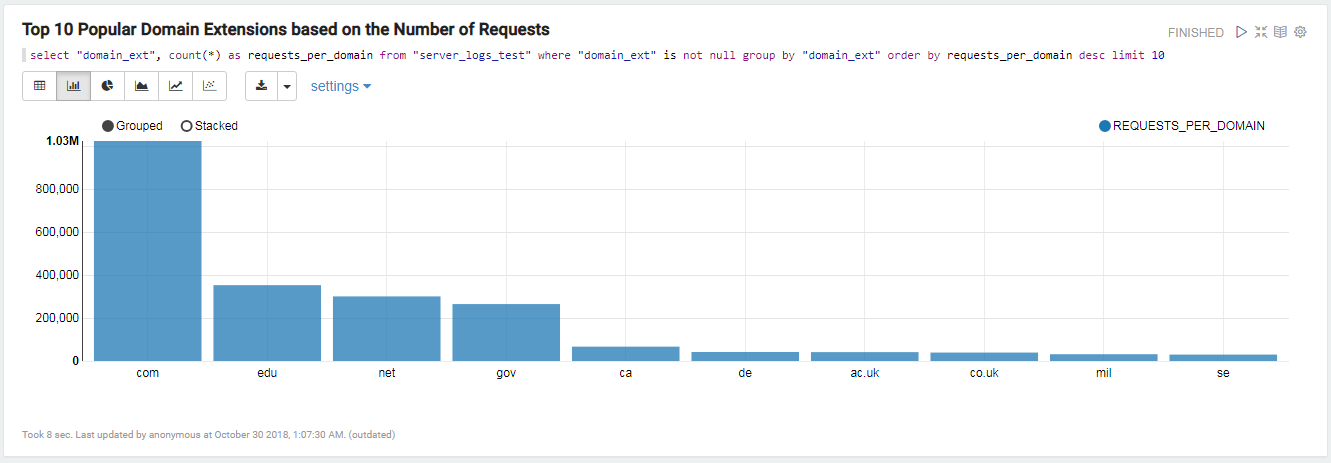 Top 10 Popular Domain Extensions based on the Number of Requests
FINISHED
select "domain_ext", count(*) as requests_per_domain from "server_logs_test" where "domain_ext" is not null group by "domain_ext" order by requests_per_domain desc limit 10
settings
Grouped Stacked
REQUESTS_PER_DOMAIN
1.03M
800,000
600,000
400,000
200,000
0
com edu net gov ca de ac.uk co.uk mil se
Took 8 sec. Last updated by anonymous at October 30 2018, 1:07:30 AM. (outdated)